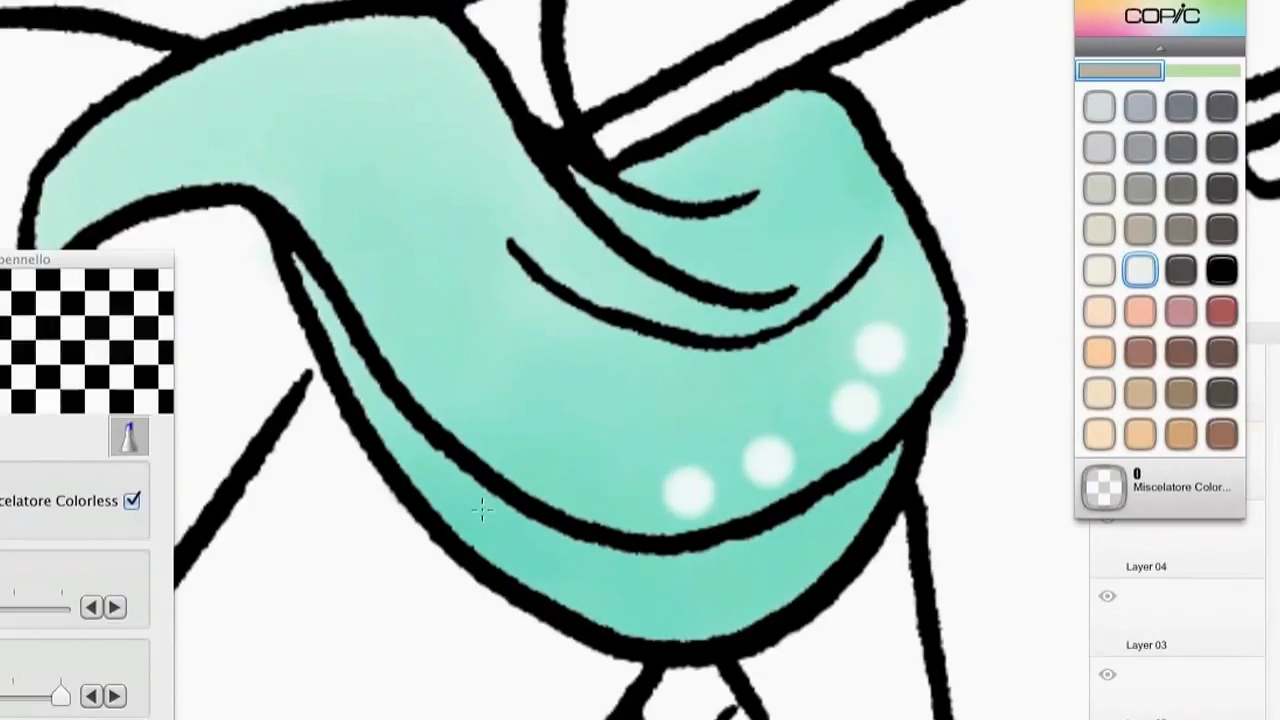 COPIC
pennello
celatore Colorless
0
Miscelatore Color...
Layer 04
Layer 03